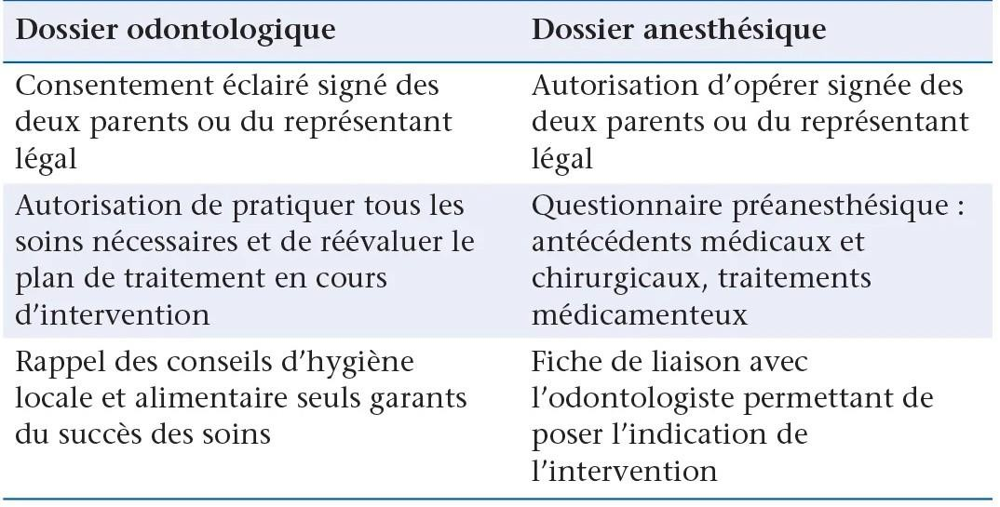 Dossier odontologique
Dossier anesthésique
Consentement éclairé signé des
deux parents ou du représentant
légal
Autorisation d’opérer signée des
deux parents ou du représentant
légal
Autorisation de pratiquer tous les
soins nécessaires et de réévaluer le
plan de traitement en cours
d’intervention
Questionnaire préanesthésique :
antécédents médicaux et
chirurgicaux, traitements
médicamenteux
Rappel des conseils d’hygiène
locale et alimentaire seuls garants
du succès des soins
Fiche de liaison avec
l’odontologiste permettant de
poser l’indication de
l’intervention